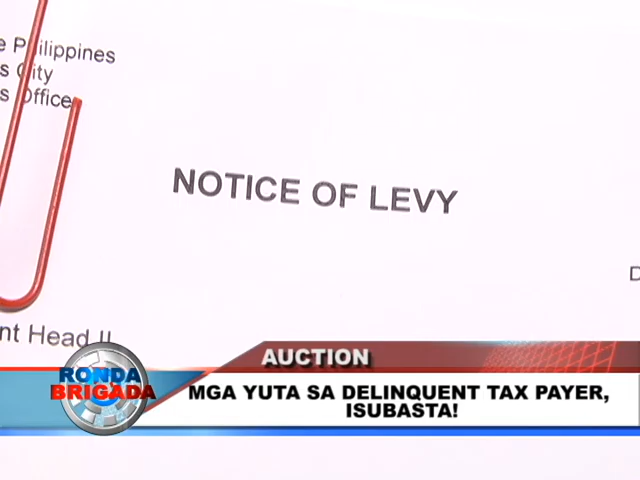 e Philippines
s City
s Office
NOTICE OF LEVY
D
nt Head II
AUCTION
RONDA
BRIGADA
MGA YUTA SA DELINQUENT TAX PAYER,
ISUBASTA!